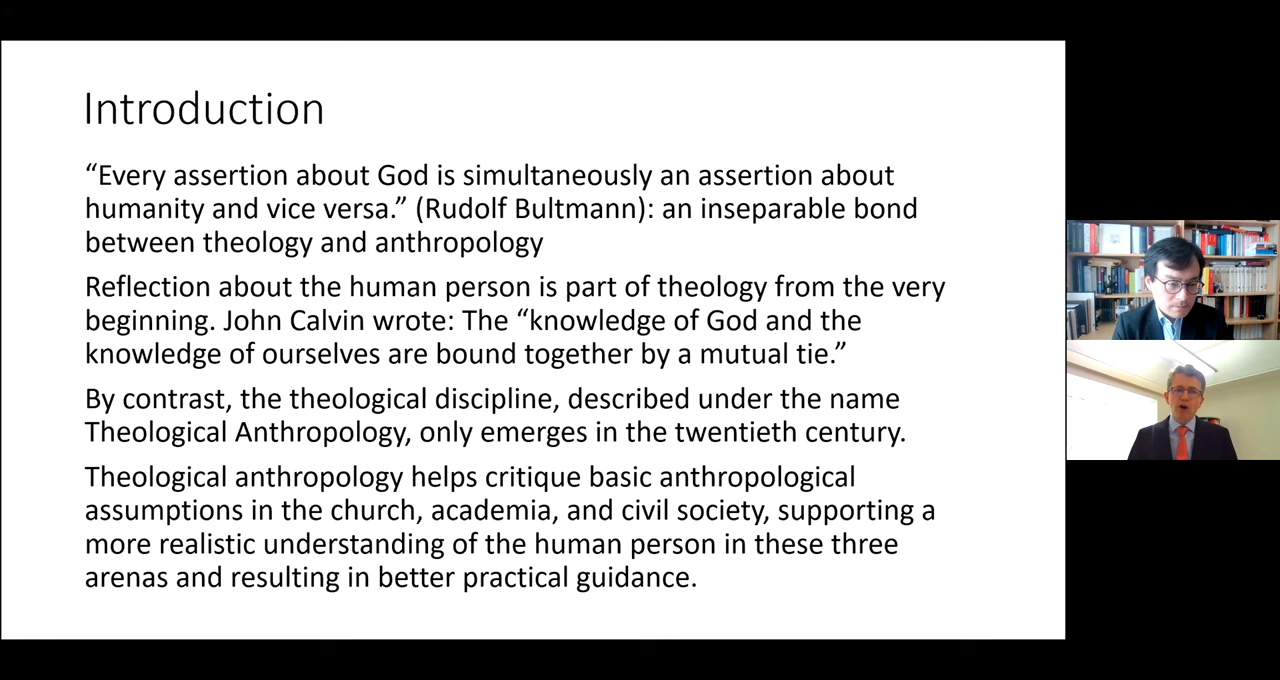 Introduction
“Every assertion about God is simultaneously an assertion about
humanity and vice versa.” (Rudolf Bultmann): an inseparable bond
between theology and anthropology
Reflection about the human person is part of theology from the very
beginning. John Calvin wrote: The “knowledge of God and the
knowledge of ourselves are bound together by a mutual tie.”
By contrast, the theological discipline, described under the name
Theological Anthropology, only emerges in the twentieth century.
Theological anthropology helps critique basic anthropological
assumptions in the church, academia, and civil society, supporting a
more realistic understanding of the human person in these three
arenas and resulting in better practical guidance.